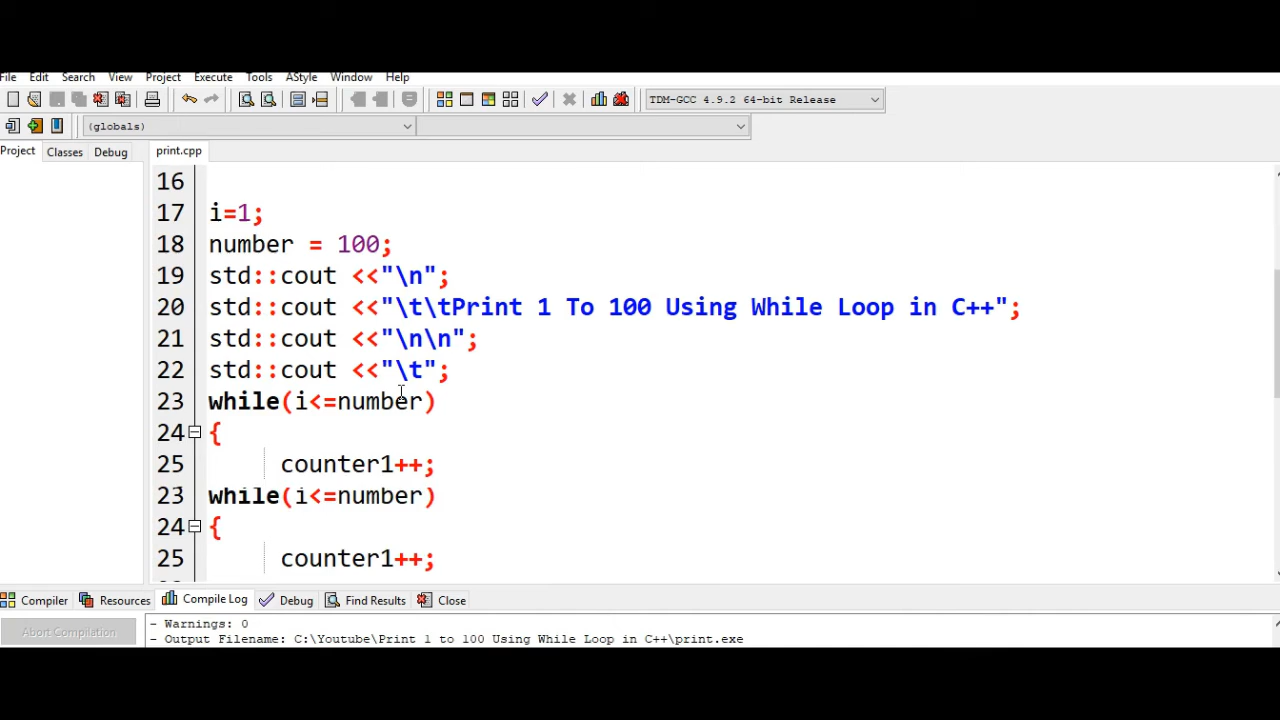 File Edit Search View Project Execute Tools AStyle Window Help
TDM-GCC 4.9.2 64-bit Release
(globals)
Project Classes Debug print.cpp
16
17 i=1;
18 number = 100;
19 std::cout <<"\n";
20 std::cout <<"\t\tPrint 1 To 100 Using While Loop in C++";
21 std::cout <<"\n\n";
22 std::cout <<"\t";
23 while(i<=number)
24 {
25 counter1++;
23 while(i<=number)
24 {
25 counter1++;
Compiler Resources Compile Log Debug Find Results Close
Abort Compilation
- Warnings: 0
- Output Filename: C:\Youtube\Print 1 to 100 Using While Loop in C++\print.exe